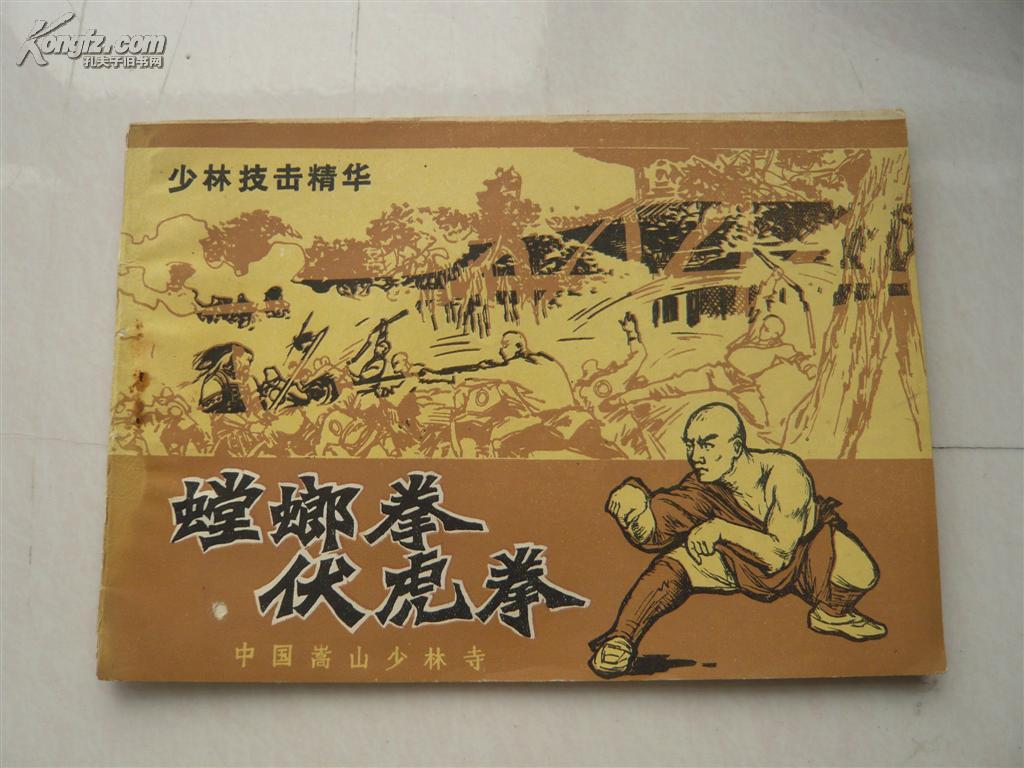 Kongfz.com
孔夫子旧书网
少林技击精华
螳螂拳
伏虎拳
中国嵩山少林寺